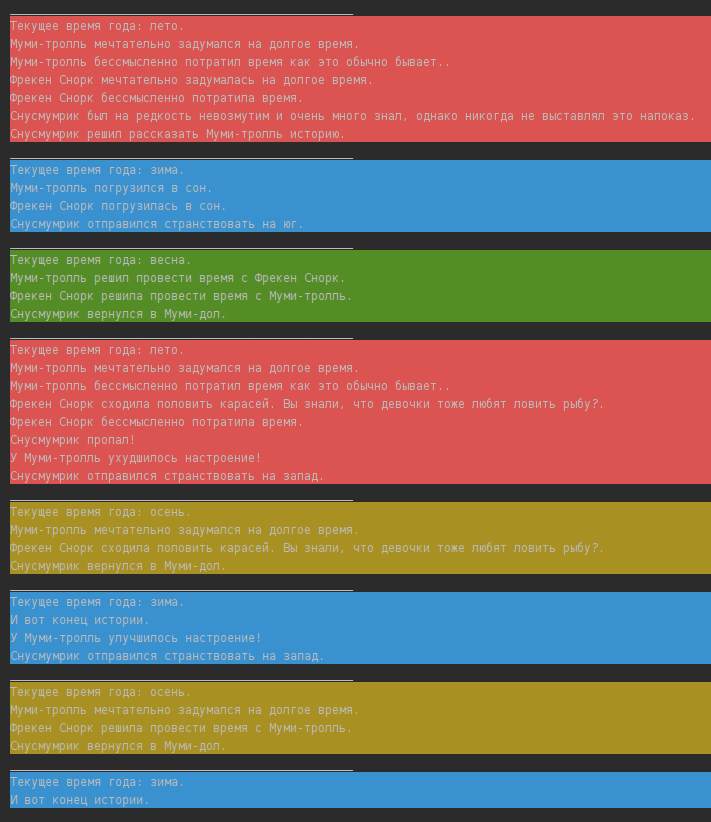 Текущее время года: лето.
Муми-тролль мечтательно задумался на долгое время.
Муми-тролль бессмысленно потратил время как это обычно бывает..
Фрекен Снорк мечтательно задумалась на долгое время.
Фрекен Снорк бессмысленно потратила время.
Снусмумрик был на редкость невозмутим и очень много знал, однако никогда не выставлял это напоказ.
Снусмумрик решил рассказать Муми-тролль историю.
Текущее время года: зима.
Муми-тролль погрузился в сон.
Фрекен Снорк погрузилась в сон.
Снусмумрик отправился странствовать на юг.
Текущее время года: весна.
Муми-тролль решил провести время с Фрекен Снорк.
Фрекен Снорк решила провести время с Муми-тролль.
Снусмумрик вернулся в Муми-дол.
Текущее время года: лето.
Муми-тролль мечтательно задумался на долгое время.
Муми-тролль бессмысленно потратил время как это обычно бывает..
Фрекен Снорк сходила половить карасей. Вы знали, что девочки тоже любят ловить рыбу?.
Фрекен Снорк бессмысленно потратила время.
Снусмумрик пропал!
У Муми-тролль ухудшилось настроение!
Снусмумрик отправился странствовать на запад.
Текущее время года: осень.
Муми-тролль мечтательно задумался на долгое время.
Фрекен Снорк сходила половить карасей. Вы знали, что девочки тоже любят ловить рыбу?.
Снусмумрик вернулся в Муми-дол.
Текущее время года: зима.
И вот конец истории.
У Муми-тролль улучшилось настроение!
Снусмумрик отправился странствовать на запад.
Текущее время года: осень.
Муми-тролль мечтательно задумался на долгое время.
Фрекен Снорк решила провести время с Муми-тролль.
Снусмумрик вернулся в Муми-дол.
Текущее время года: зима.
И вот конец истории.